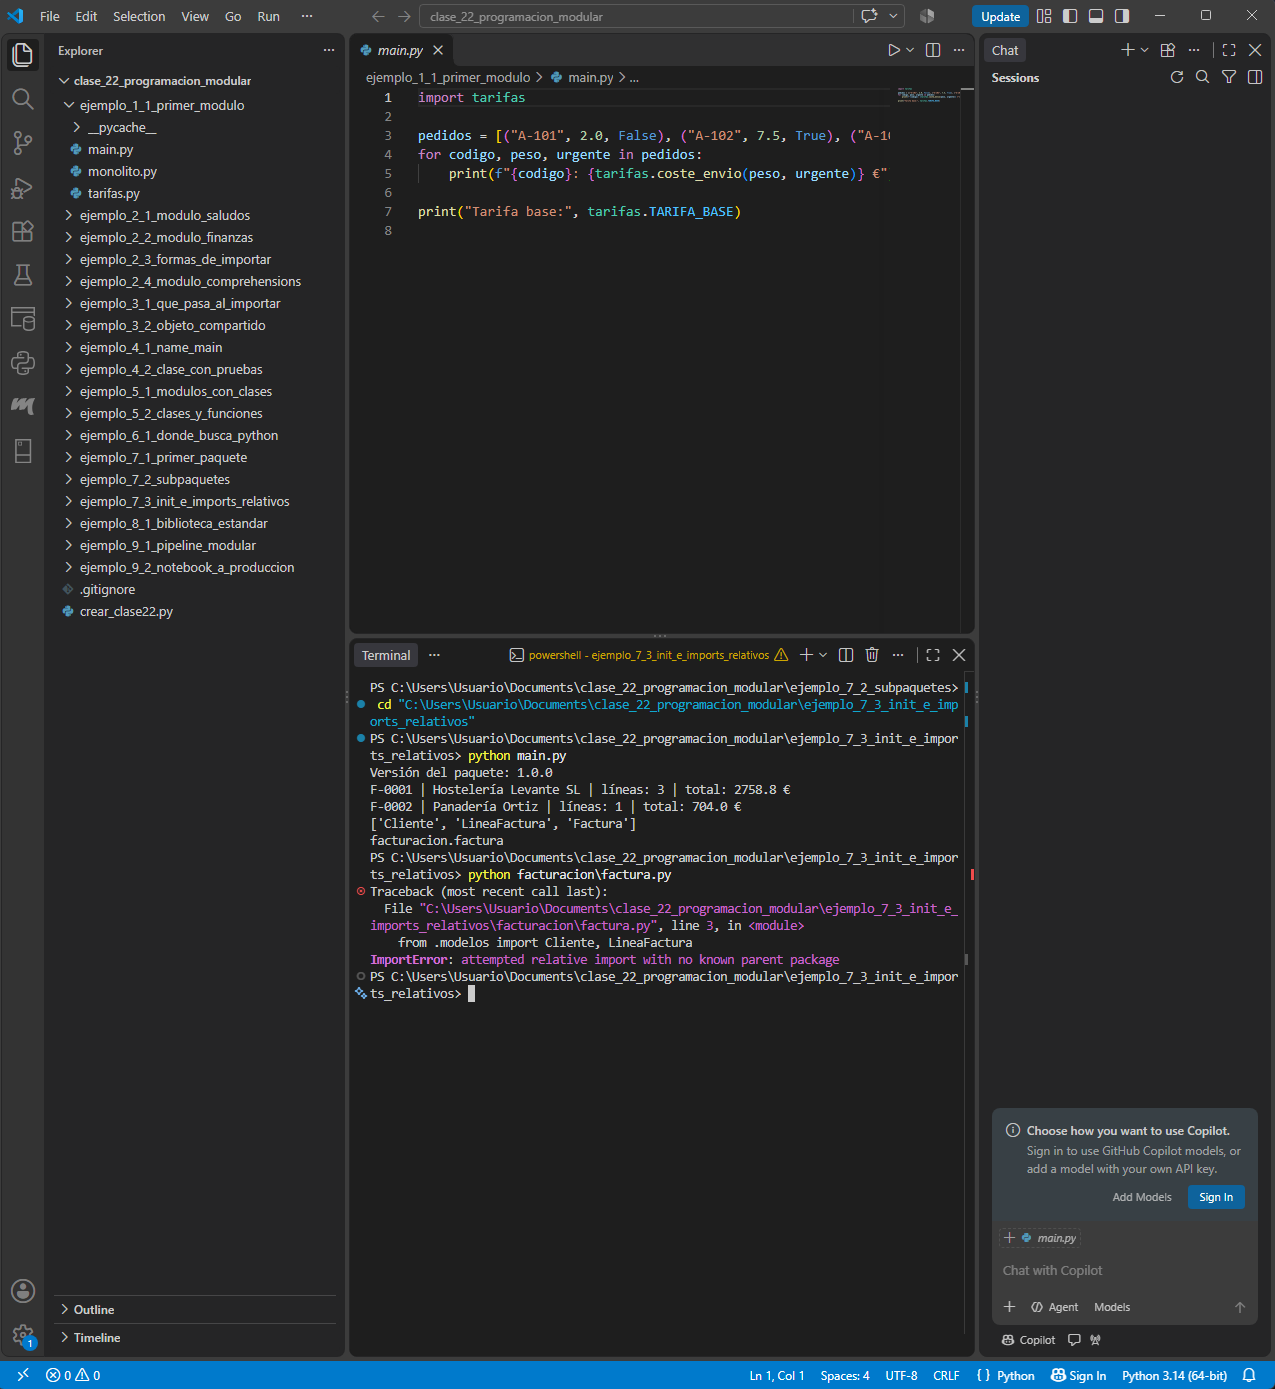 File Edit Selection View Go Run ··· clase_22_programacion_modular Update
Explorer ···
clase_22_programacion_modular
ejemplo_1_1_primer_modulo
__pycache__
main.py
monolito.py
tarifas.py
ejemplo_2_1_modulo_saludos
ejemplo_2_2_modulo_finanzas
ejemplo_2_3_formas_de_importar
ejemplo_2_4_modulo_comprehensions
ejemplo_3_1_que_pasa_al_importar
ejemplo_3_2_objeto_compartido
ejemplo_4_1_name_main
ejemplo_4_2_clase_con_pruebas
ejemplo_5_1_modulos_con_clases
ejemplo_5_2_clases_y_funciones
ejemplo_6_1_donde_busca_python
ejemplo_7_1_primer_paquete
ejemplo_7_2_subpaquetes
ejemplo_7_3_init_e_imports_relativos
ejemplo_8_1_biblioteca_estandar
ejemplo_9_1_pipeline_modular
ejemplo_9_2_notebook_a_produccion
.gitignore
crear_clase22.py
Outline
Timeline
main.py
ejemplo_1_1_primer_modulo > main.py > ...
1 import tarifas
2
3 pedidos = [("A-101", 2.0, False), ("A-102", 7.5, True), ("A-10
4 for codigo, peso, urgente in pedidos:
5 print(f"{codigo}: {tarifas.coste_envio(peso, urgente)} €"
6
7 print("Tarifa base:", tarifas.TARIFA_BASE)
8
Terminal ··· powershell - ejemplo_7_3_init_e_imports_relativos
PS C:\Users\Usuario\Documents\clase_22_programacion_modular\ejemplo_7_2_subpaquetes>
cd "C:\Users\Usuario\Documents\clase_22_programacion_modular\ejemplo_7_3_init_e_imp
orts_relativos"
PS C:\Users\Usuario\Documents\clase_22_programacion_modular\ejemplo_7_3_init_e_impor
ts_relativos> python main.py
Versión del paquete: 1.0.0
F-0001 | Hostelería Levante SL | líneas: 3 | total: 2758.8 €
F-0002 | Panadería Ortiz | líneas: 1 | total: 704.0 €
['Cliente', 'LineaFactura', 'Factura']
facturacion.factura
PS C:\Users\Usuario\Documents\clase_22_programacion_modular\ejemplo_7_3_init_e_impor
ts_relativos> python facturacion\factura.py
Traceback (most recent call last):
File "C:\Users\Usuario\Documents\clase_22_programacion_modular\ejemplo_7_3_init_e_
imports_relativos\facturacion\factura.py", line 3, in <module>
from .modelos import Cliente, LineaFactura
ImportError: attempted relative import with no known parent package
PS C:\Users\Usuario\Documents\clase_22_programacion_modular\ejemplo_7_3_init_e_impor
ts_relativos>
Chat
Sessions
Choose how you want to use Copilot.
Sign in to use GitHub Copilot models, or
add a model with your own API key.
Add Models Sign In
main.py
Chat with Copilot
Agent Models
Copilot
1
0 0 Ln 1, Col 1 Spaces: 4 UTF-8 CRLF { } Python Sign In Python 3.14 (64-bit)